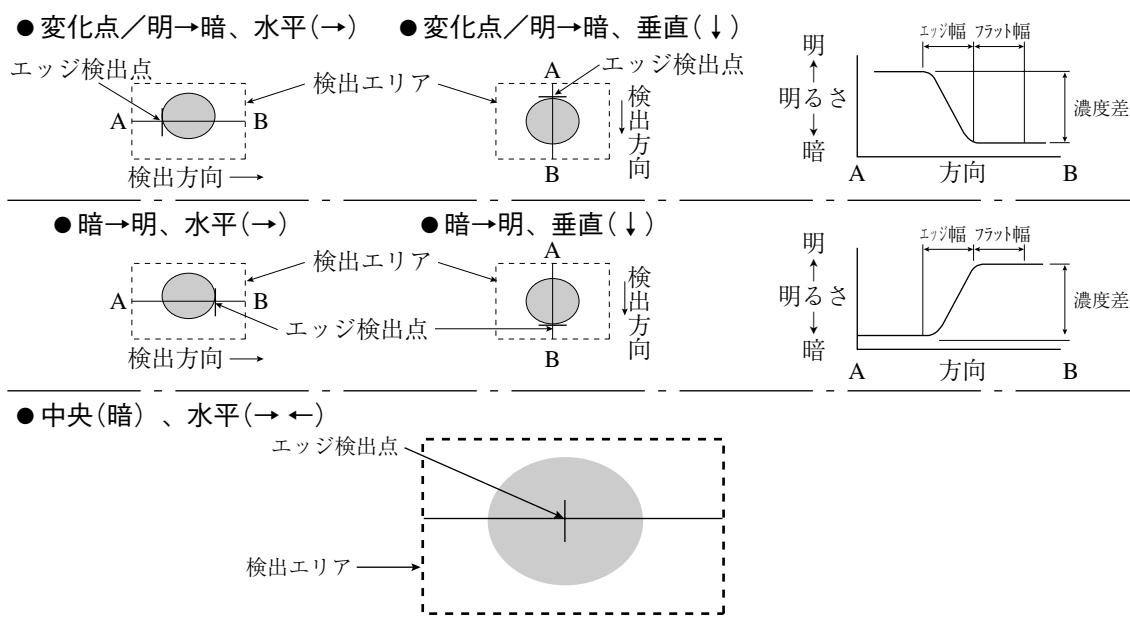 ●変化点／明→暗、水平(→)
エッジ検出点
検出エリア
A
B
検出方向→
●変化点／明→暗、垂直(↓)
エッジ検出点
A
B
検出方向
エッジ幅 フラット幅
明
↑
明るさ
↓
暗
濃度差
A 方向 B
●暗→明、水平(→)
検出エリア
A
B
エッジ検出点
検出方向→
●暗→明、垂直(↓)
A
B
検出方向
エッジ幅 フラット幅
明
↑
明るさ
↓
暗
濃度差
A 方向 B
●中央(暗)、水平(→ ←)
エッジ検出点
検出エリア